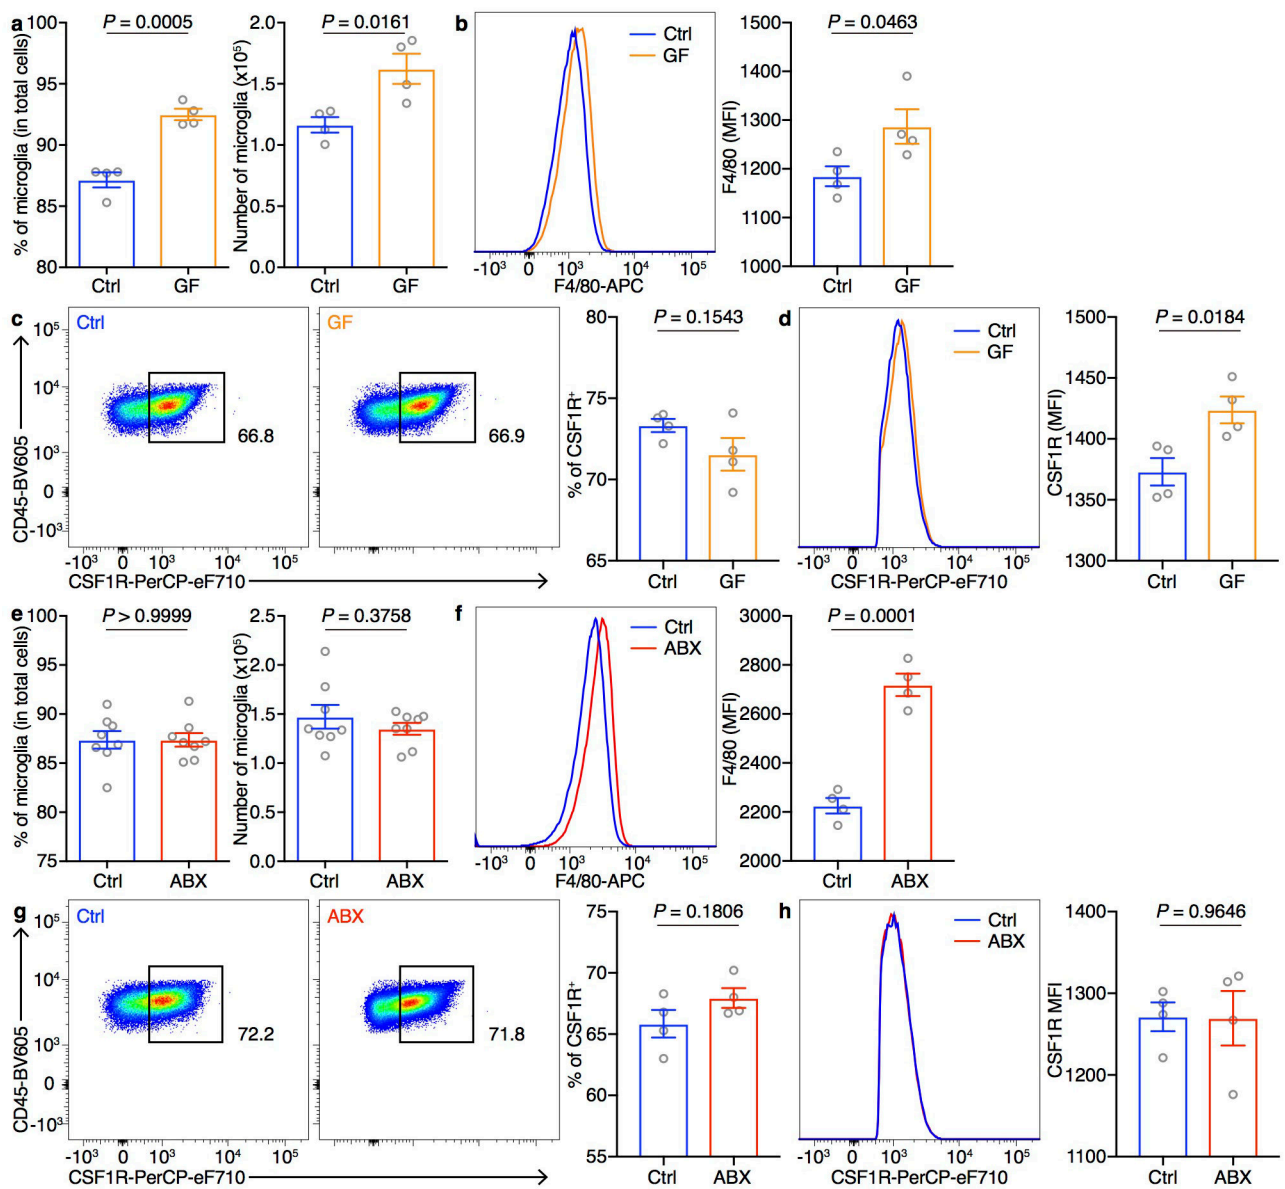 a
P = 0.0005
% of microglia (in total cells)
100
95
90
85
80
Ctrl
GF
P = 0.0161
Number of microglia (x10⁵)
2.0
1.5
1.0
0.5
0.0
Ctrl
GF
b
Ctrl
GF
-10³ 0 10³ 10⁴ 10⁵
F4/80-APC
P = 0.0463
F4/80 (MFI)
1500
1400
1300
1200
1100
1000
Ctrl
GF
c
Ctrl
GF
CD45-BV605
10⁵
10⁴
10³
0
-10³
66.8
66.9
-10³ 0 10³ 10⁴ 10⁵
CSF1R-PerCP-eF710
P = 0.1543
% of CSF1R⁺
80
75
70
65
Ctrl
GF
d
Ctrl
GF
-10³ 0 10³ 10⁴ 10⁵
CSF1R-PerCP-eF710
P = 0.0184
CSF1R (MFI)
1500
1450
1400
1350
1300
Ctrl
GF
e
P > 0.9999
% of microglia (in total cells)
100
95
90
85
80
75
Ctrl
ABX
P = 0.3758
Number of microglia (x10⁵)
2.5
2.0
1.5
1.0
0.5
0.0
Ctrl
ABX
f
Ctrl
ABX
-10³ 0 10³ 10⁴ 10⁵
F4/80-APC
P = 0.0001
F4/80 (MFI)
3000
2800
2600
2400
2200
2000
Ctrl
ABX
g
Ctrl
ABX
CD45-BV605
10⁵
10⁴
10³
0
-10³
72.2
71.8
-10³ 0 10³ 10⁴ 10⁵
CSF1R-PerCP-eF710
P = 0.1806
% of CSF1R⁺
75
70
65
60
55
Ctrl
ABX
h
Ctrl
ABX
-10³ 0 10³ 10⁴ 10⁵
CSF1R-PerCP-eF710
P = 0.9646
CSF1R MFI
1400
1300
1200
1100
Ctrl
ABX